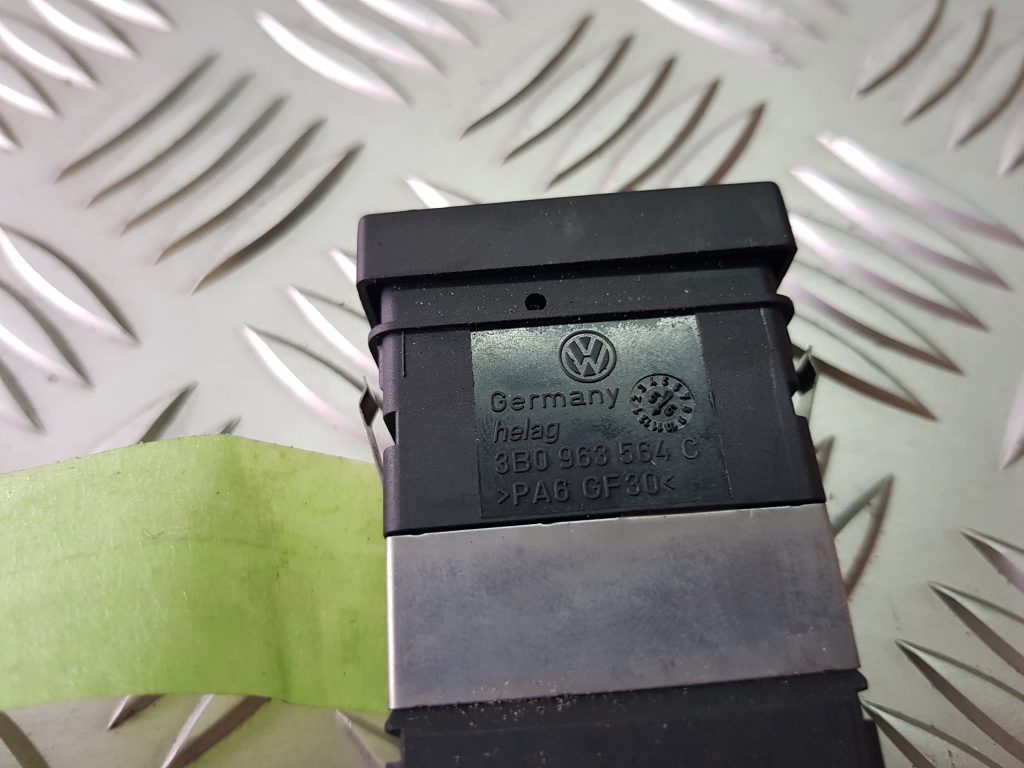 Germany
helag
3B0 963 564 C
>PA6 GF30<